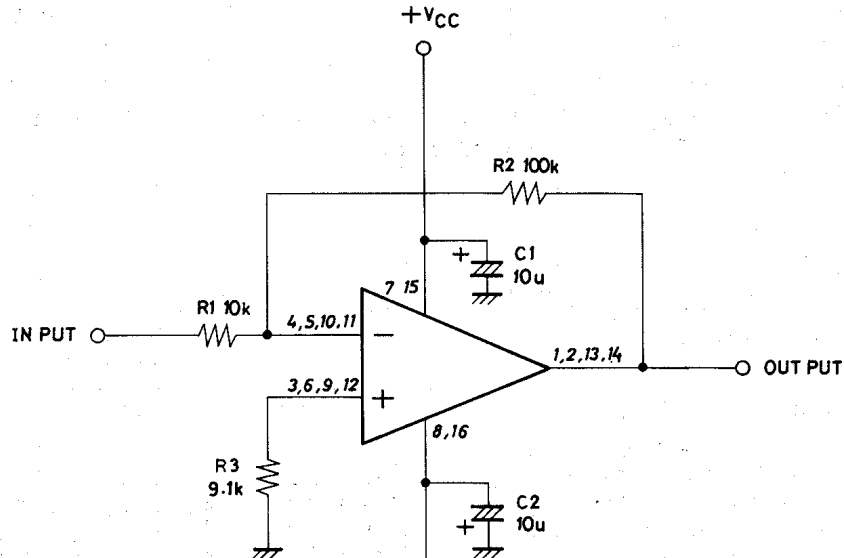 +VCC
R2 100k
+
C1
10u
7 15
R1 10k
4,5,10,11
IN PUT
−
1,2,13,14
OUT PUT
3,6,9,12
+
8,16
R3
9.1k
C2
10u
+